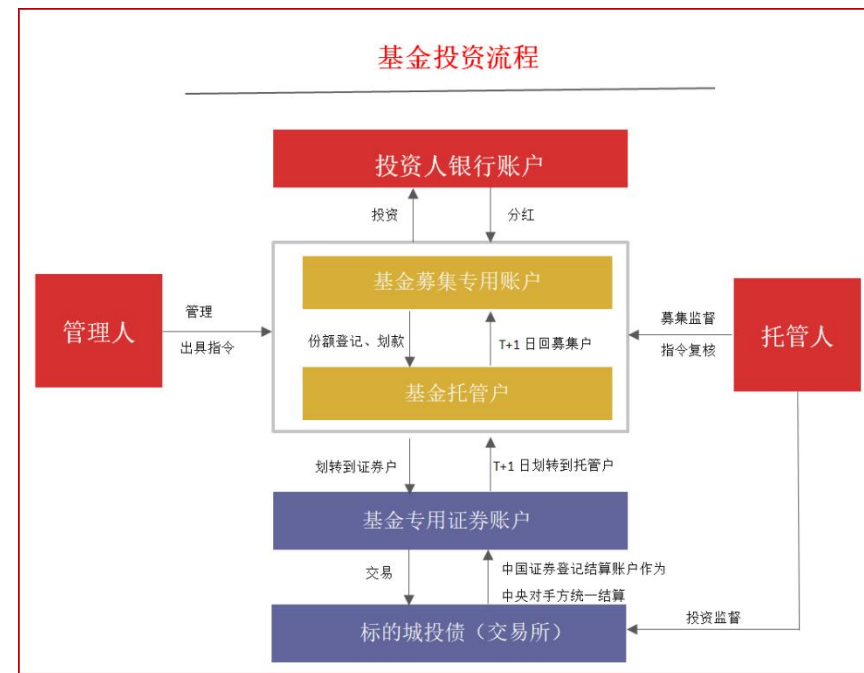 基金投资流程
投资人银行账户
投资
分红
基金募集专用账户
管理人
管理
出具指令
份额登记、划款
T+1 日回募集户
募集监督
指令复核
托管人
基金托管户
划转到证券户
T+1 日划转到托管户
基金专用证券账户
交易
中国证券登记结算账户作为
中央对手方统一结算
投资监督
标的城投债（交易所）